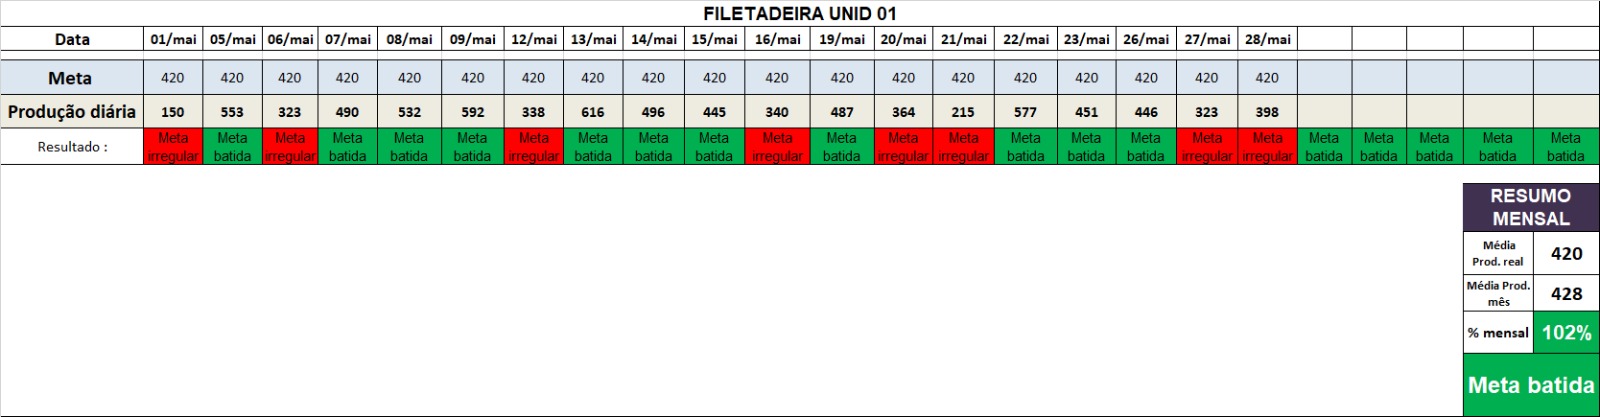 FILETADEIRA UNID 01
Data 01/mai 05/mai 06/mai 07/mai 08/mai 09/mai 12/mai 13/mai 14/mai 15/mai 16/mai 19/mai 20/mai 21/mai 22/mai 23/mai 26/mai 27/mai 28/mai
Meta 420 420 420 420 420 420 420 420 420 420 420 420 420 420 420 420 420 420 420
Produção diária 150 553 323 490 532 592 338 616 496 445 340 487 364 215 577 451 446 323 398
Resultado : Meta irregular Meta batida Meta irregular Meta batida Meta batida Meta batida Meta irregular Meta batida Meta batida Meta batida Meta irregular Meta batida Meta irregular Meta irregular Meta batida Meta batida Meta batida Meta irregular Meta irregular Meta batida Meta batida Meta batida Meta batida Meta batida
RESUMO
MENSAL
Média
Prod. real 420
Média Prod.
mês 428
% mensal 102%
Meta batida